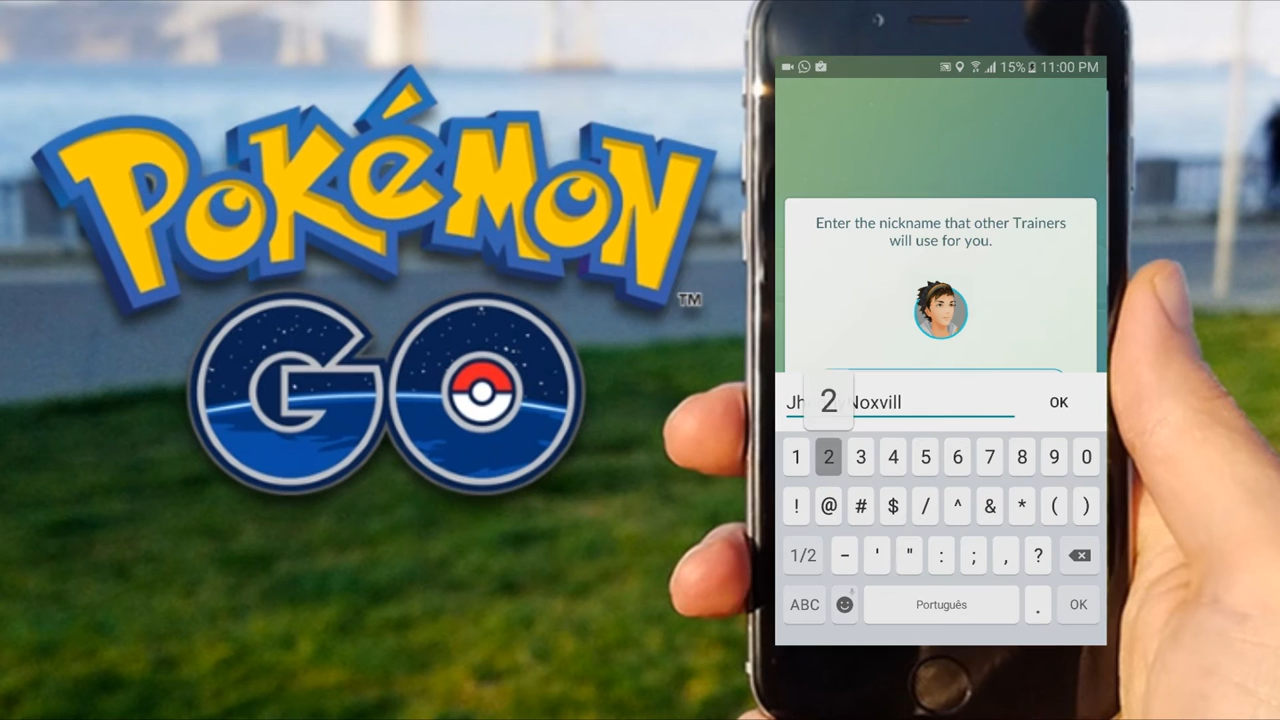 POKéMON
GO
TM
15% 11:00 PM
Enter the nickname that other Trainers
will use for you.
Jh Noxvill
OK
2
1 2 3 4 5 6 7 8 9 0
! @ # $ / ^ & * ( )
1/2 - ' " : ; , ?
ABC Português . OK